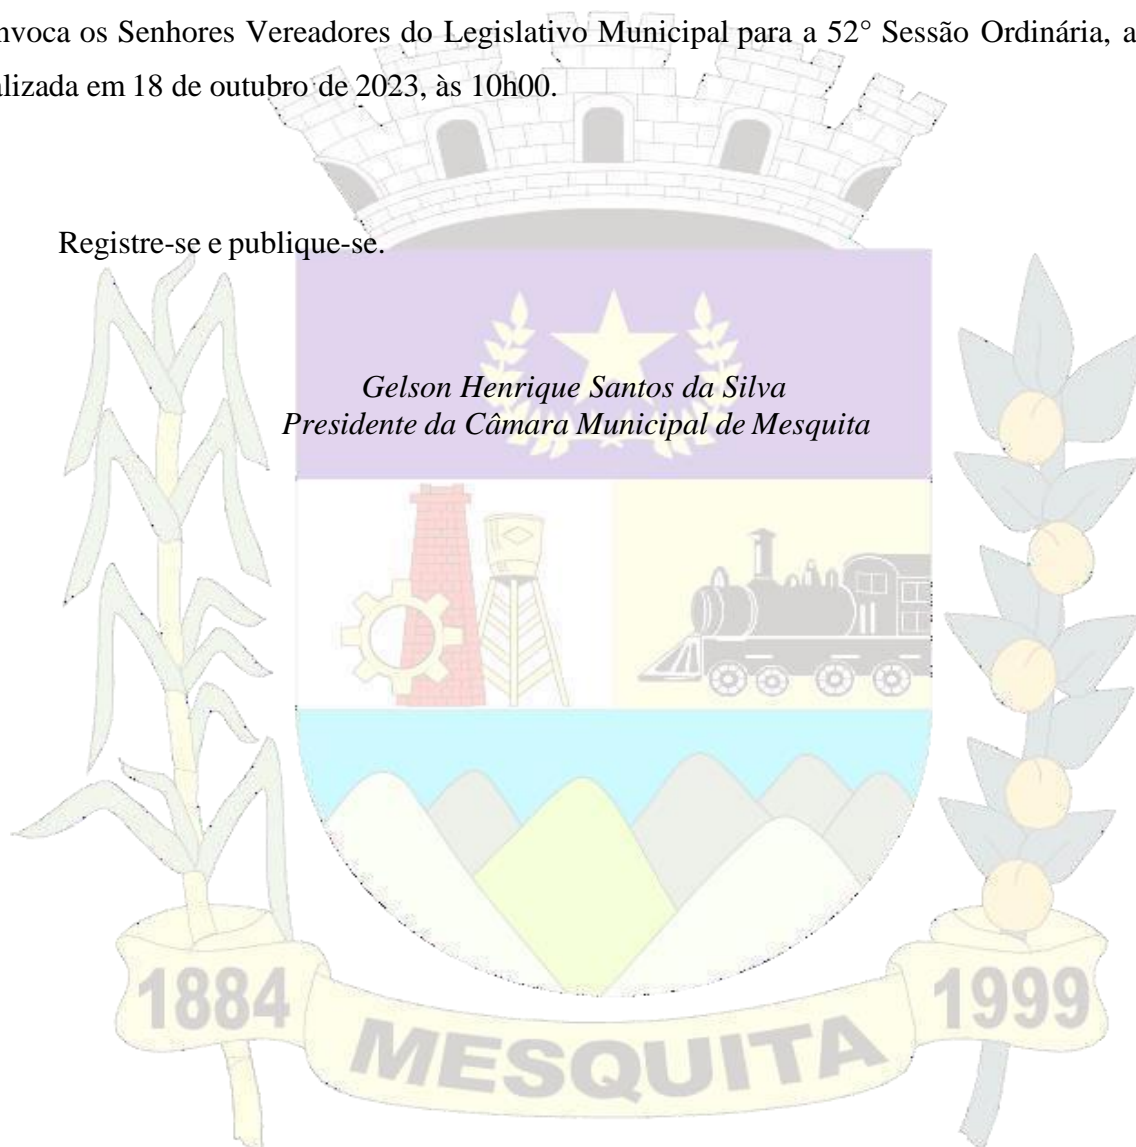 nvoca os Senhores Vereadores do Legislativo Municipal para a 52° Sessão Ordinária, a
alizada em 18 de outubro de 2023, às 10h00.
Registre-se e publique-se.
Gelson Henrique Santos da Silva
Presidente da Câmara Municipal de Mesquita
1884
1999
MESQUITA